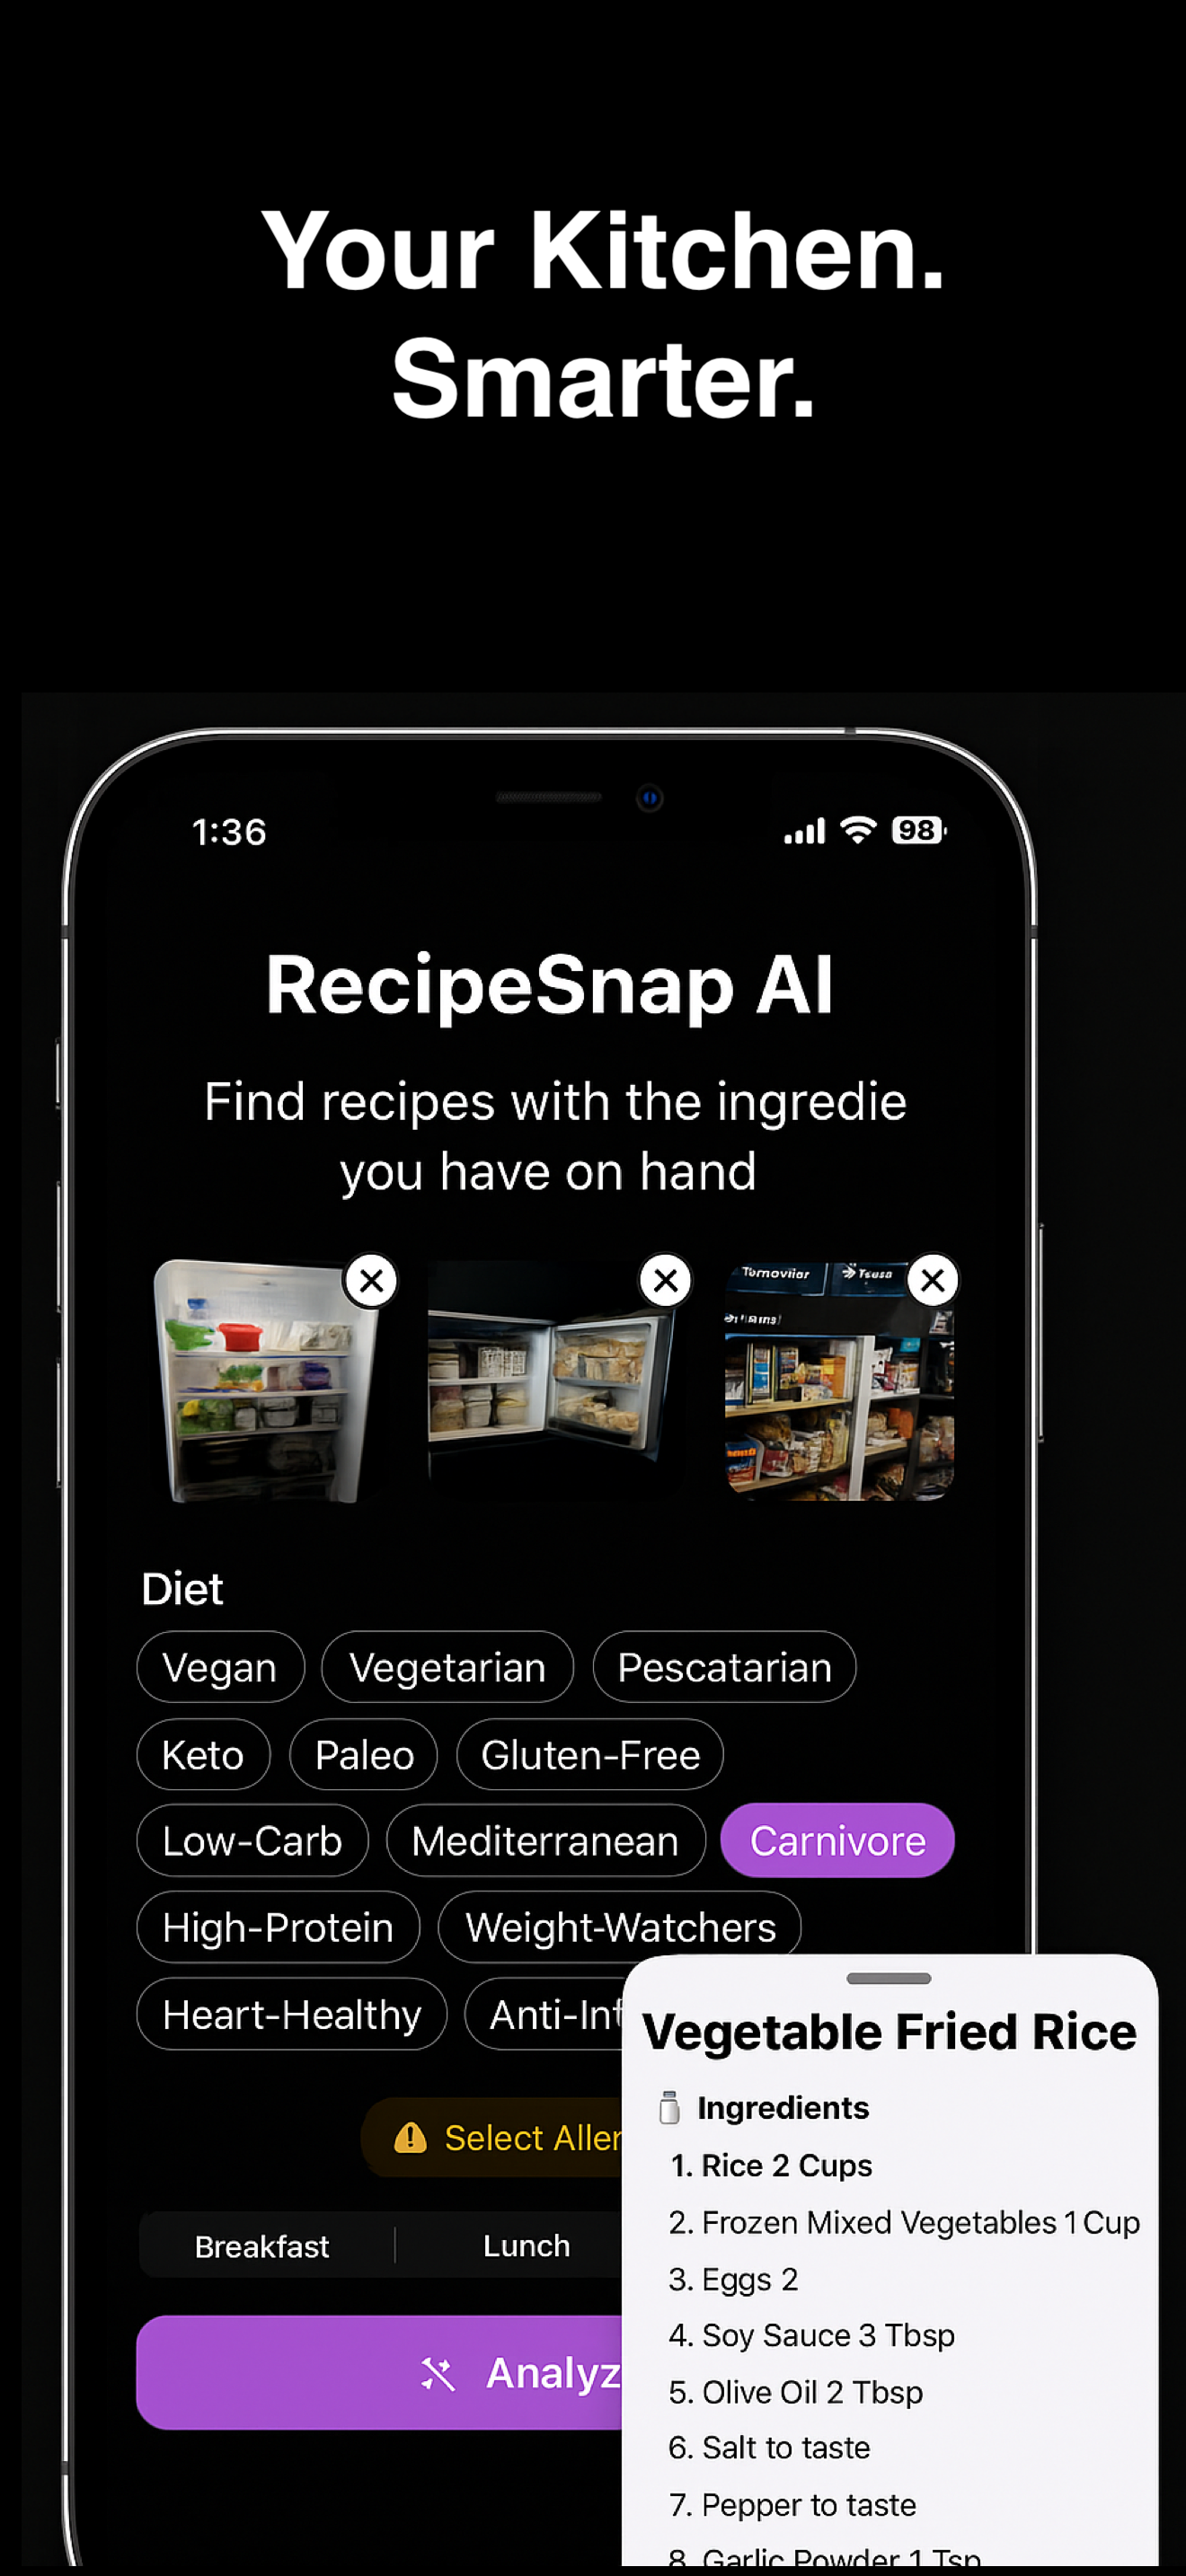 Your Kitchen.
Smarter.
1:36
98
RecipeSnap AI
Find recipes with the ingredie
you have on hand
Diet
Vegan
Vegetarian
Pescatarian
Keto
Paleo
Gluten-Free
Low-Carb
Mediterranean
Carnivore
High-Protein
Weight-Watchers
Heart-Healthy
Anti-Int
Select Aller
Breakfast
Lunch
Analyz
Vegetable Fried Rice
Ingredients
1. Rice 2 Cups
2. Frozen Mixed Vegetables 1 Cup
3. Eggs 2
4. Soy Sauce 3 Tbsp
5. Olive Oil 2 Tbsp
6. Salt to taste
7. Pepper to taste
8. Garlic Powder 1 Tsp